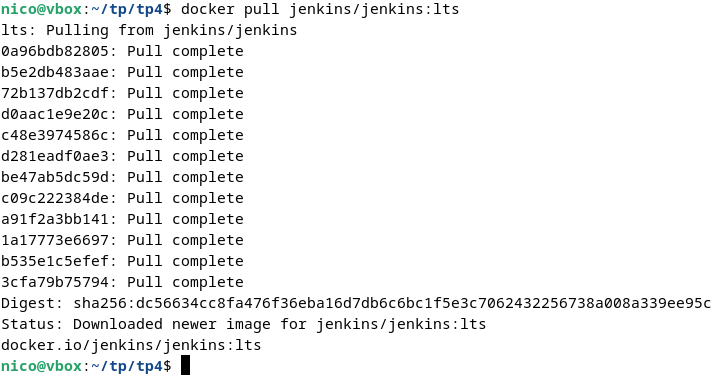 nico@vbox:~/tp/tp4$ docker pull jenkins/jenkins:lts
lts: Pulling from jenkins/jenkins
0a96bdb82805: Pull complete
b5e2db483aae: Pull complete
72b137db2cdf: Pull complete
d0aac1e9e20c: Pull complete
c48e3974586c: Pull complete
d281eadf0ae3: Pull complete
be47ab5dc59d: Pull complete
c09c222384de: Pull complete
a91f2a3bb141: Pull complete
1a17773e6697: Pull complete
b535e1c5efef: Pull complete
3cfa79b75794: Pull complete
Digest: sha256:dc56634cc8fa476f36eba16d7db6c6bc1f5e3c7062432256738a008a339ee95c
Status: Downloaded newer image for jenkins/jenkins:lts
docker.io/jenkins/jenkins:lts
nico@vbox:~/tp/tp4$